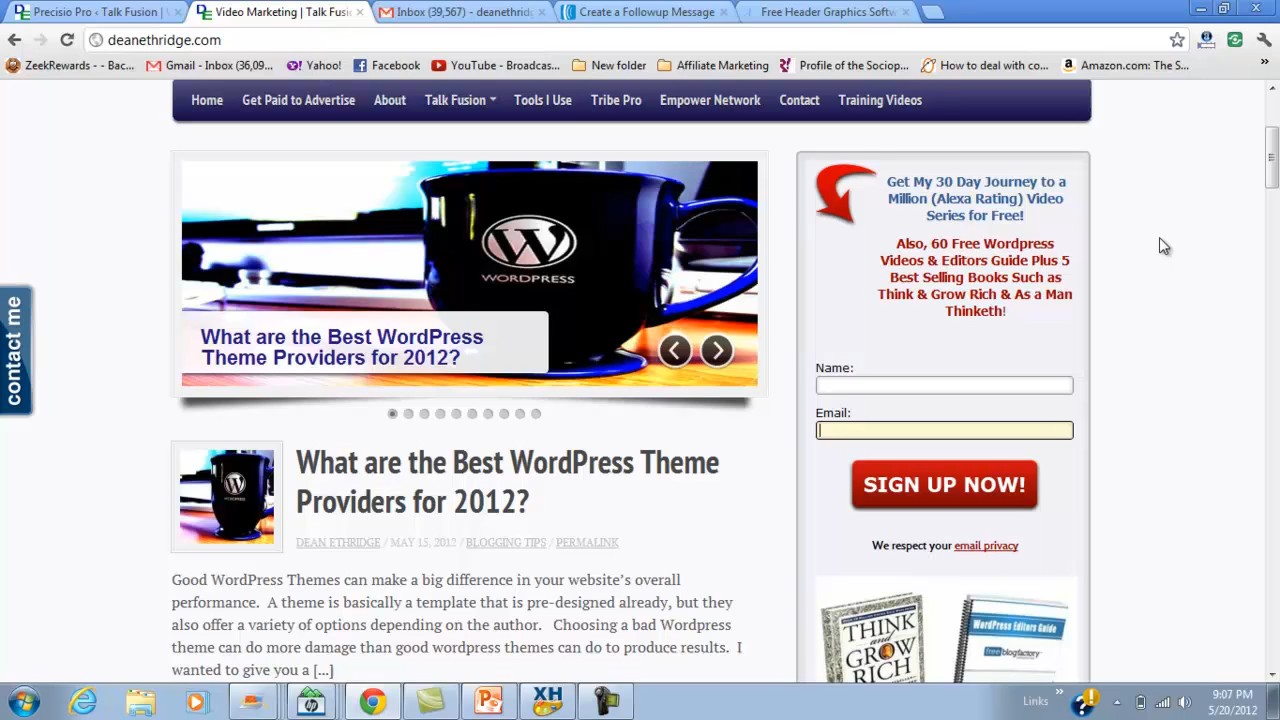 Precisio Pro ‹ Talk Fusion | V
Video Marketing | Talk Fusi
Inbox (39,567) - deanethridg
Create a Followup Message
Free Header Graphics Softw
deanethridge.com
ZeekRewards - - Bac...
Gmail - Inbox (36,09...
Yahoo!
Facebook
YouTube - Broadcas...
New folder
Affiliate Marketing
Profile of the Sociop...
How to deal with co...
Amazon.com: The S...
Home
Get Paid to Advertise
About
Talk Fusion
Tools I Use
Tribe Pro
Empower Network
Contact
Training Videos
WORDPRESS
What are the Best WordPress
Theme Providers for 2012?
contact me
Get My 30 Day Journey to a
Million (Alexa Rating) Video
Series for Free!
Also, 60 Free Wordpress
Videos & Editors Guide Plus 5
Best Selling Books Such as
Think & Grow Rich & As a Man
Thinketh!
Name:
Email:
SIGN UP NOW!
We respect your email privacy
THINK
AND
GROW
RICH
WordPress Editors Guide
freeblogfactory
What are the Best WordPress Theme
Providers for 2012?
DEAN ETHRIDGE / MAY 15, 2012 / BLOGGING TIPS / PERMALINK
Good WordPress Themes can make a big difference in your website's overall
performance. A theme is basically a template that is pre-designed already, but they
also offer a variety of options depending on the author. Choosing a bad Wordpress
theme can do more damage than good wordpress themes can do to produce results. I
wanted to give you a [...]
hp
XH
Links
9:07 PM
5/20/2012